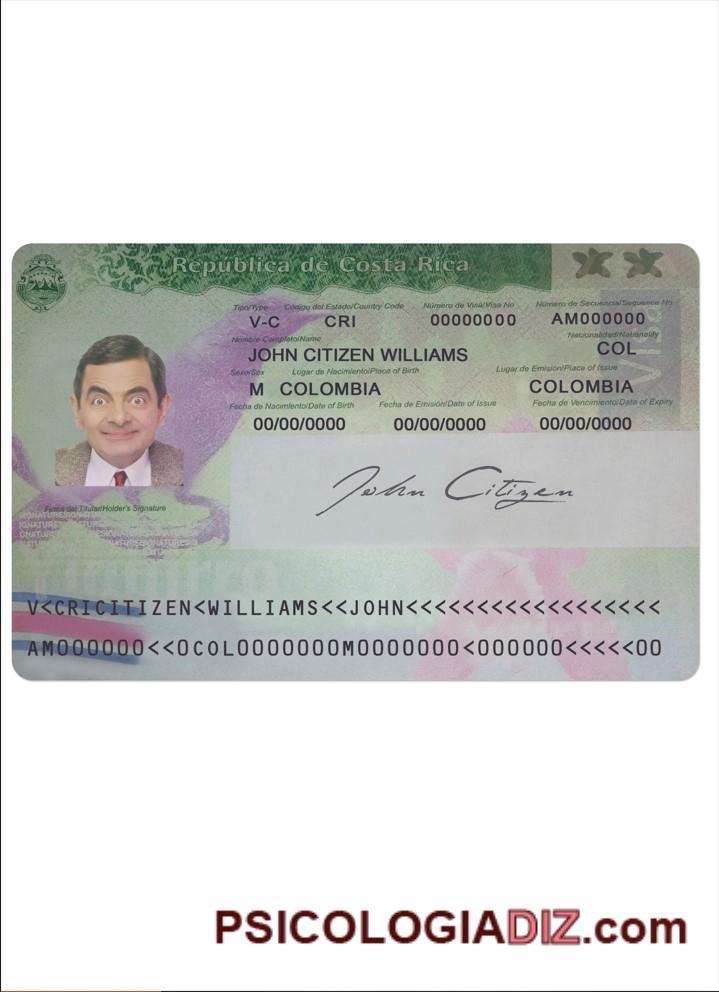 República de Costa Rica
Tipo/Type Código del Estado/Country Code Número de Visa/Visa No Número de Secuencia/Sequence No
V-C CRI 00000000 AM000000
Nombre Completo/Name Nacionalidad/Nationality
JOHN CITIZEN WILLIAMS COL
Sexo/Sex Lugar de Nacimiento/Place of Birth Lugar de Emisión/Place of Issue
M COLOMBIA COLOMBIA
Fecha de Nacimiento/Date of Birth Fecha de Emisión/Date of Issue Fecha de Vencimiento/Date of Expiry
00/00/0000 00/00/0000 00/00/0000
John Citizen
Firma del Titular/Holder's Signature
V<CRICITIZEN<WILLIAMS<<JOHN<<<<<<<<<<<<<<<<<<
AM000000<<0COL0000000M0000000<000000<<<<<00
PSICOLOGIADIZ.com